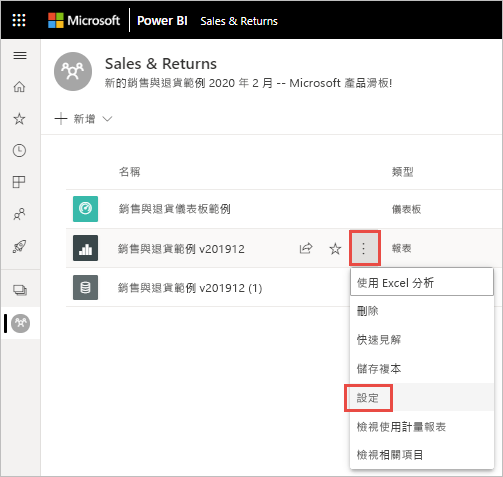 Microsoft Power BI Sales & Returns
Sales & Returns
新的銷售與退貨範例 2020 年 2 月 -- Microsoft 產品滑板!
新增
名稱 類型
銷售與退貨儀表板範例 儀表板
銷售與退貨範例 v201912 報表
銷售與退貨範例 v201912 (1)
使用 Excel 分析
刪除
快速見解
儲存複本
設定
檢視使用計量報表
檢視相關項目